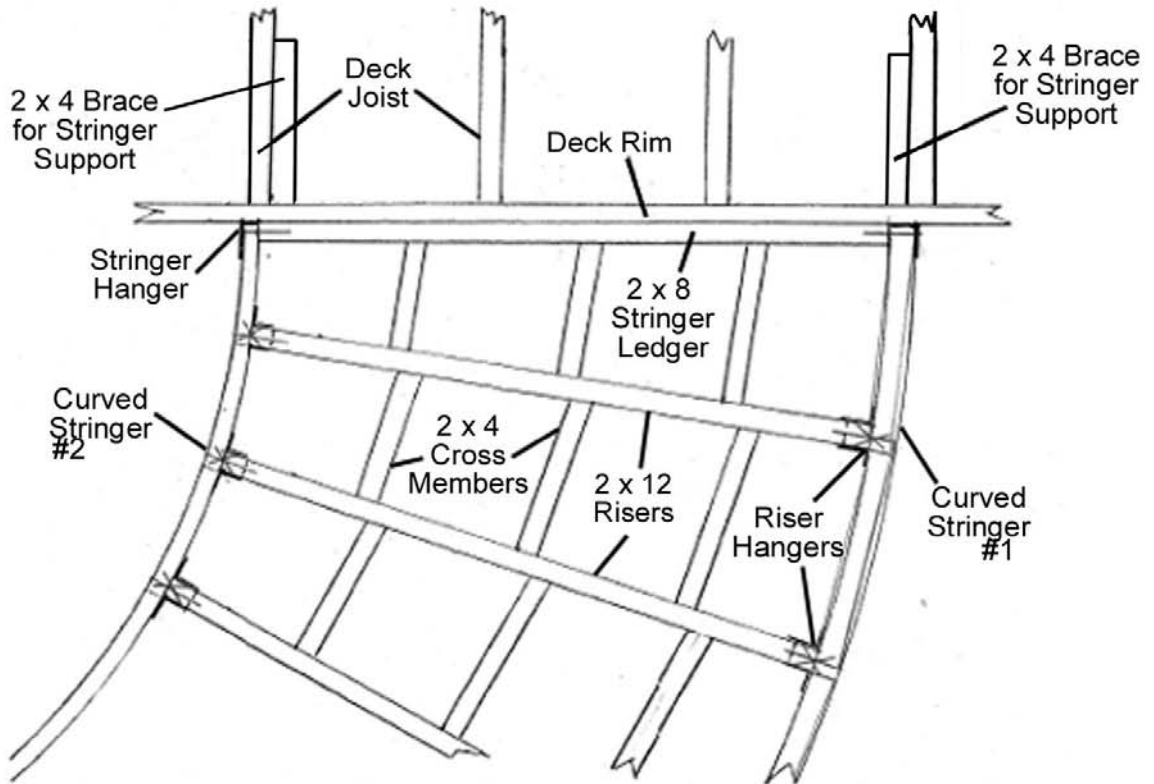 2 x 4 Brace
for Stringer
Support
Deck
Joist
Deck Rim
2 x 4 Brace
for Stringer
Support
Stringer
Hanger
2 x 8
Stringer
Ledger
Curved
Stringer
#2
2 x 4
Cross
Members
2 x 12
Risers
Riser
Hangers
Curved
Stringer
#1